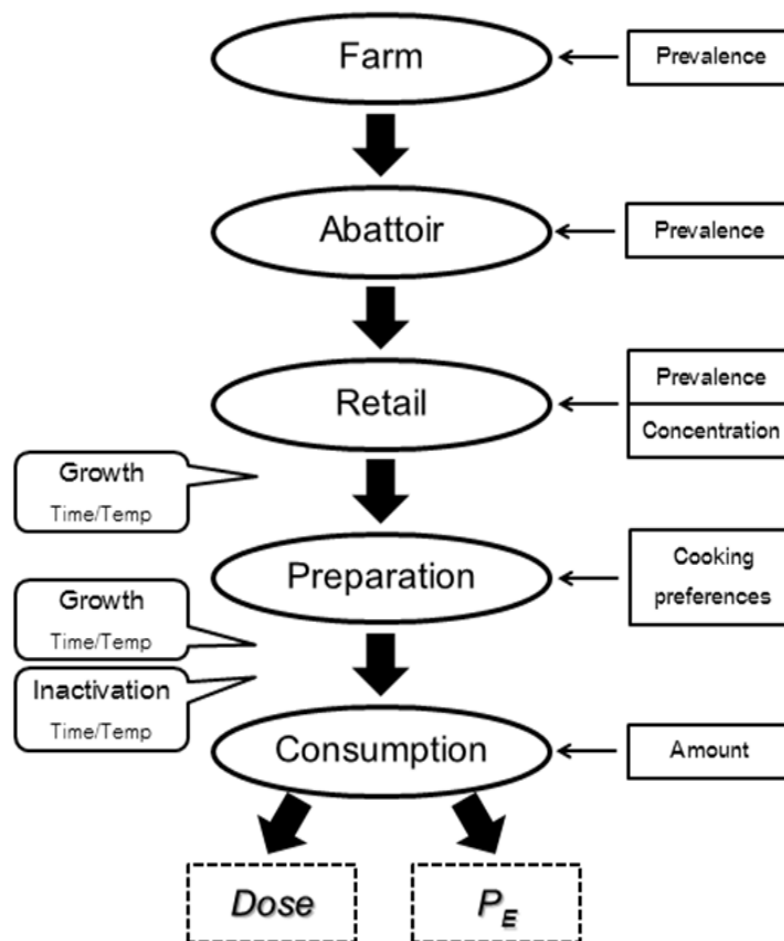 Farm
Prevalence
Abattoir
Prevalence
Retail
Prevalence
Concentration
Growth
Time/Temp
Preparation
Cooking
preferences
Growth
Time/Temp
Inactivation
Time/Temp
Consumption
Amount
Dose
PE